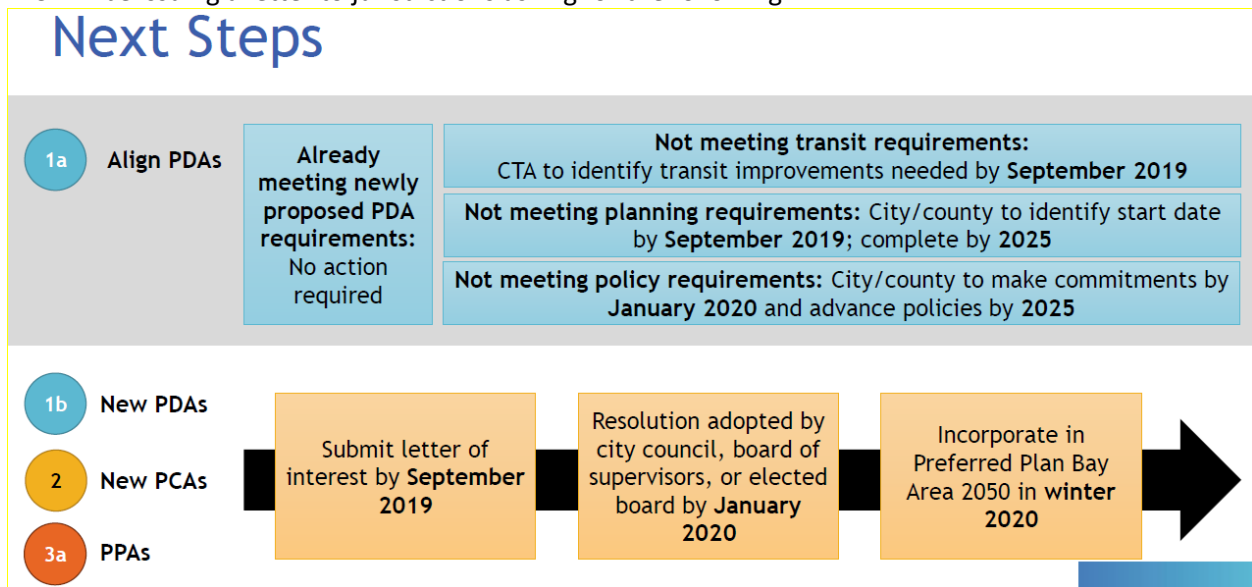 Next Steps
1a
Align PDAs
Already
meeting newly
proposed PDA
requirements:
No action
required
Not meeting transit requirements:
CTA to identify transit improvements needed by September 2019
Not meeting planning requirements: City/county to identify start date
by September 2019; complete by 2025
Not meeting policy requirements: City/county to make commitments by
January 2020 and advance policies by 2025
1b
New PDAs
2
New PCAs
3a
PPAs
Submit letter of
interest by September
2019
Resolution adopted by
city council, board of
supervisors, or elected
board by January
2020
Incorporate in
Preferred Plan Bay
Area 2050 in winter
2020